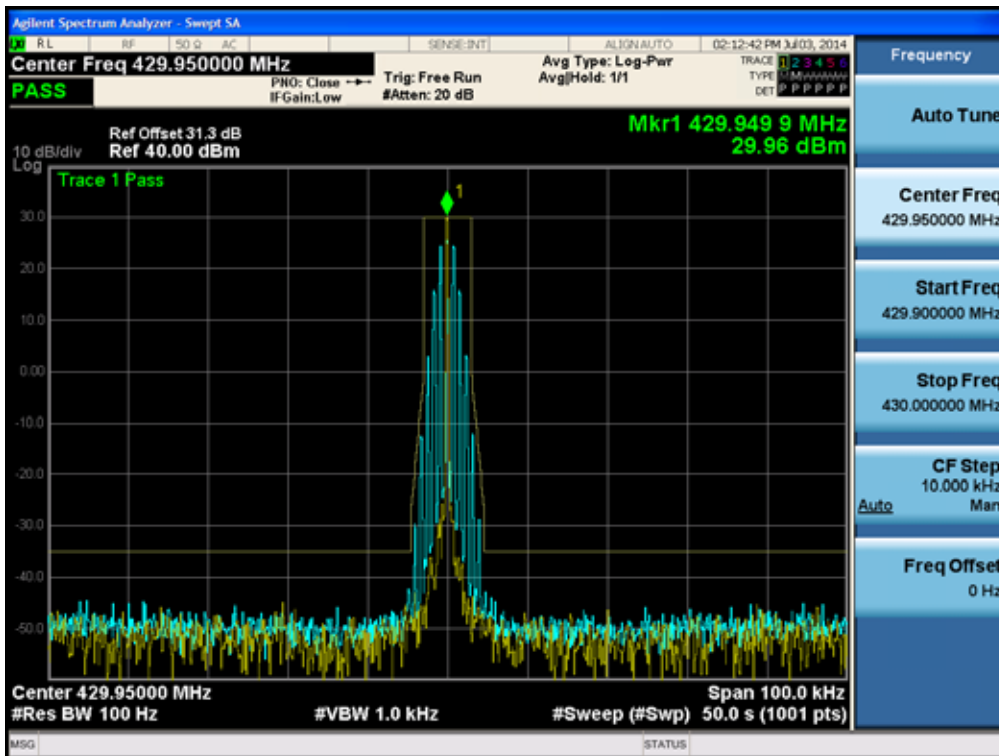 Agilent Spectrum Analyzer - Swept SA
RL RF 50 Ω AC SENSE:INT ALIGNAUTO 02:12:42 PM Jul03, 2014
Center Freq 429.950000 MHz
PASS
PNO: Close
IFGain:Low
Trig: Free Run
#Atten: 20 dB
Avg Type: Log-Pwr
Avg|Hold: 1/1
TRACE 1 2 3 4 5 6
TYPE M M W W W W
DET P P P P P P
Ref Offset 31.3 dB
10 dB/div Ref 40.00 dBm
Log
Mkr1 429.949 9 MHz
29.96 dBm
Trace 1 Pass
1
30.0
20.0
10.0
0.00
-10.0
-20.0
-30.0
-40.0
-50.0
Center 429.95000 MHz Span 100.0 kHz
#Res BW 100 Hz #VBW 1.0 kHz #Sweep (#Swp) 50.0 s (1001 pts)
MSG STATUS
Frequency
Auto Tune
Center Freq
429.950000 MHz
Start Freq
429.900000 MHz
Stop Freq
430.000000 MHz
CF Step
10.000 kHz
Auto Man
Freq Offset
0 Hz